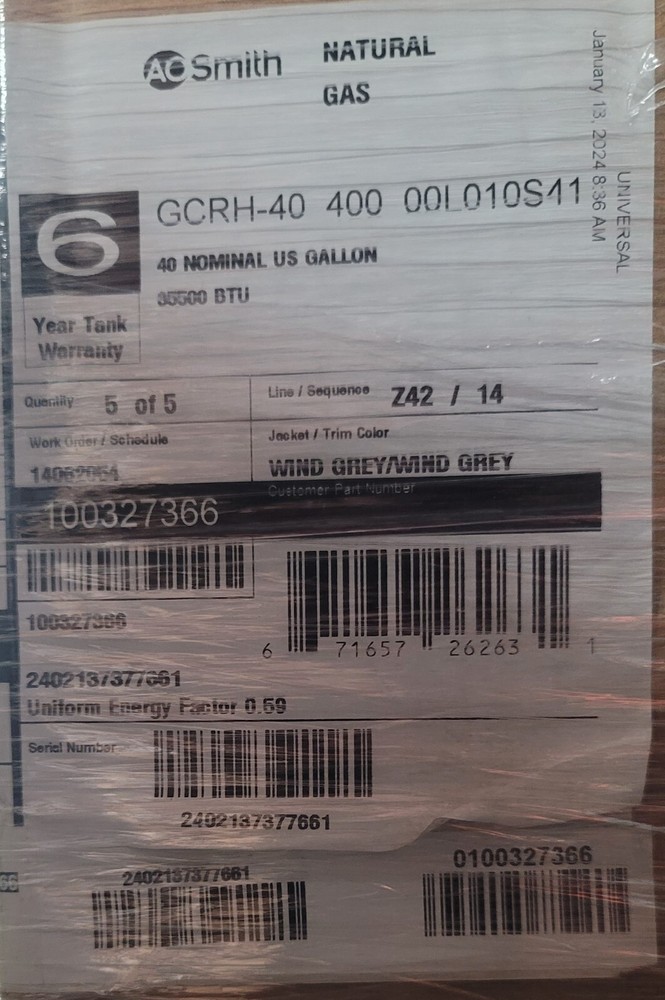 AO Smith
NATURAL
GAS
January 13, 2024 8:36 AM
UNIVERSAL
6
Year Tank
Warranty
GCRH-40 400 00L010S11
40 NOMINAL US GALLON
35500 BTU
Quantity 5 of 5
Line / Sequence Z42 / 14
Work Order / Schedule
Jacket / Trim Color
WIND GREY/WIND GREY
Customer Part Number
100327366
100327366
6 71657 26263 1
2402137377661
Uniform Energy Factor 0.59
Serial Number
2402137377661
2402137377661
0100327366
66